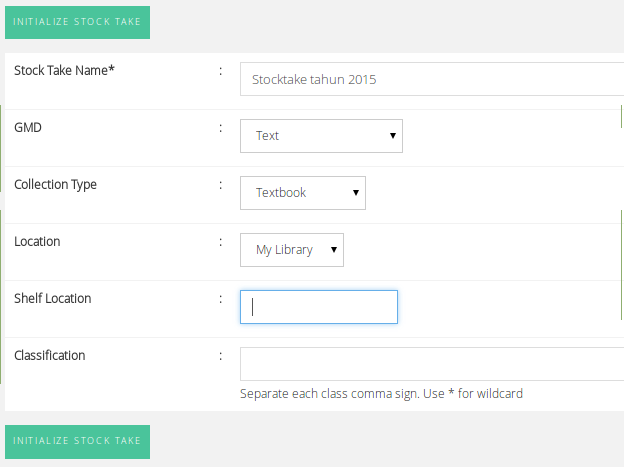 INITIALIZE STOCK TAKE
Stock Take Name* : Stocktake tahun 2015
GMD : Text
Collection Type : Textbook
Location : My Library
Shelf Location :
Classification :
Separate each class comma sign. Use * for wildcard
INITIALIZE STOCK TAKE